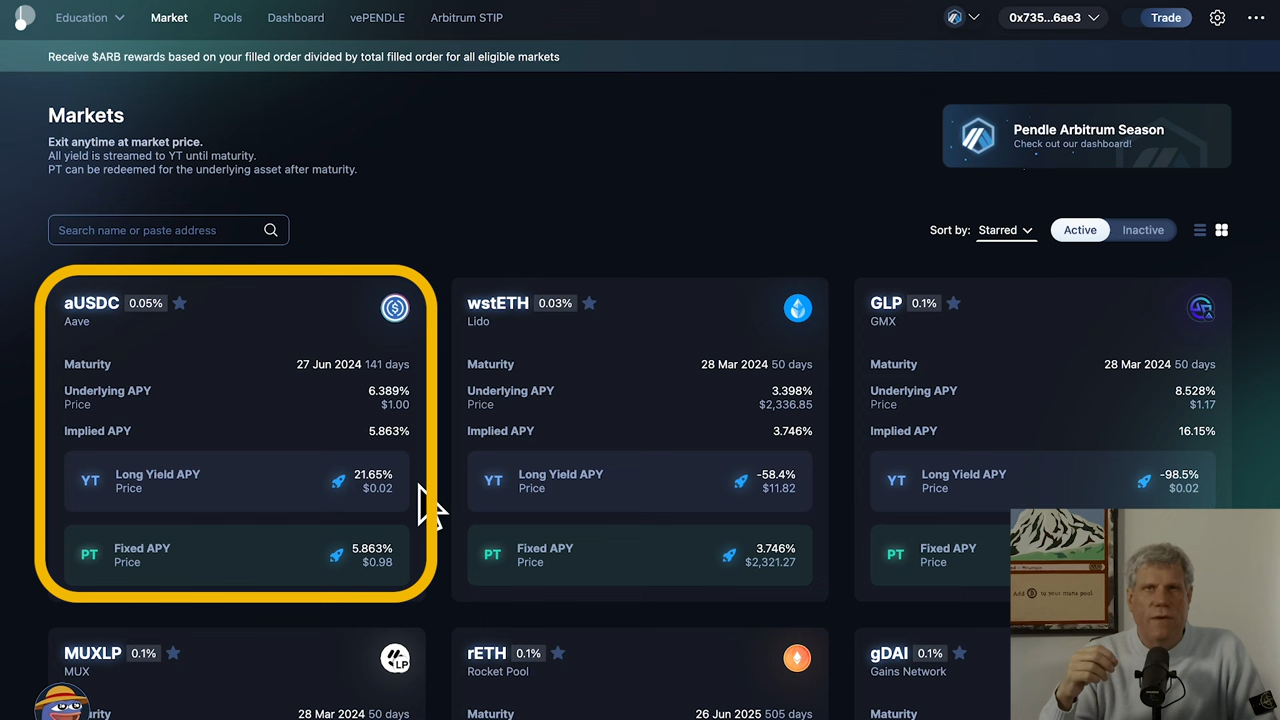 Education Market Pools Dashboard vePENDLE Arbitrum STIP 0x735...6ae3 Trade
Receive $ARB rewards based on your filled order divided by total filled order for all eligible markets
Markets
Exit anytime at market price.
All yield is streamed to YT until maturity.
PT can be redeemed for the underlying asset after maturity.
Pendle Arbitrum Season
Check out our dashboard!
Search name or paste address
Sort by: Starred Active Inactive
aUSDC 0.05%
Aave
Maturity 27 Jun 2024 141 days
Underlying APY 6.389%
Price $1.00
Implied APY 5.863%
YT Long Yield APY 21.65%
Price $0.02
PT Fixed APY 5.863%
Price $0.98
wstETH 0.03%
Lido
Maturity 28 Mar 2024 50 days
Underlying APY 3.398%
Price $2,336.85
Implied APY 3.746%
YT Long Yield APY -58.4%
Price $11.82
PT Fixed APY 3.746%
Price $2,321.27
GLP 0.1%
GMX
Maturity 28 Mar 2024 50 days
Underlying APY 8.528%
Price $1.17
Implied APY 16.15%
YT Long Yield APY -98.5%
Price $0.02
PT Fixed APY
Price
MUXLP 0.1%
MUX
LP
28 Mar 2024 50 days
rETH 0.1%
Rocket Pool
Maturity 26 Jun 2025 505 days
gDAI 0.1%
Gains Network
Maturity
Add to your mana pool.